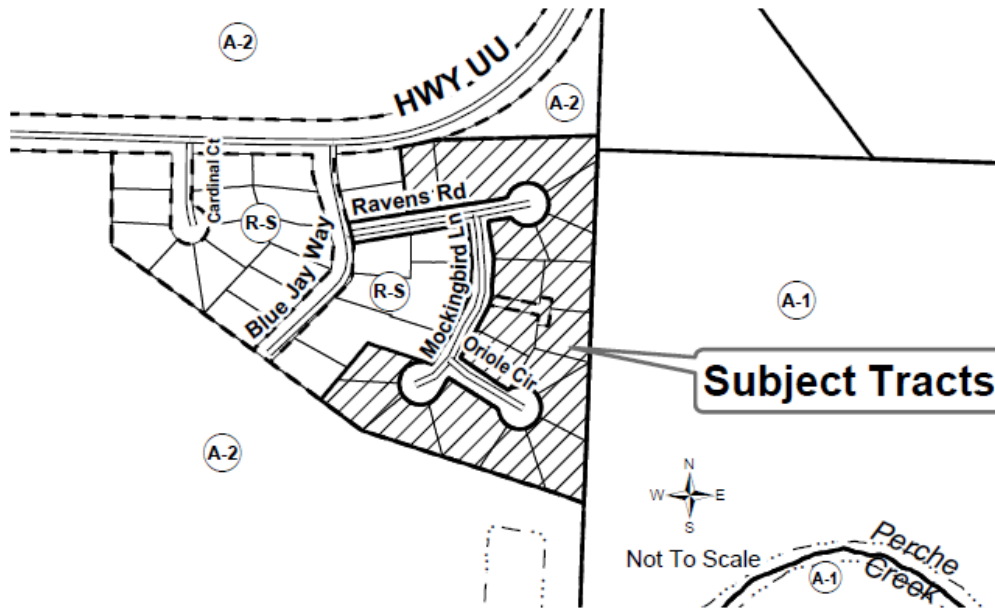 A-2
HWY. UU
A-2
Cardinal Ct
R-S
Ravens Rd
Blue Jay Way
R-S
Mockingbird Ln
A-1
Oriole Cir
Subject Tracts
A-2
N
W E
S
Not To Scale
Perche
Creek
A-1